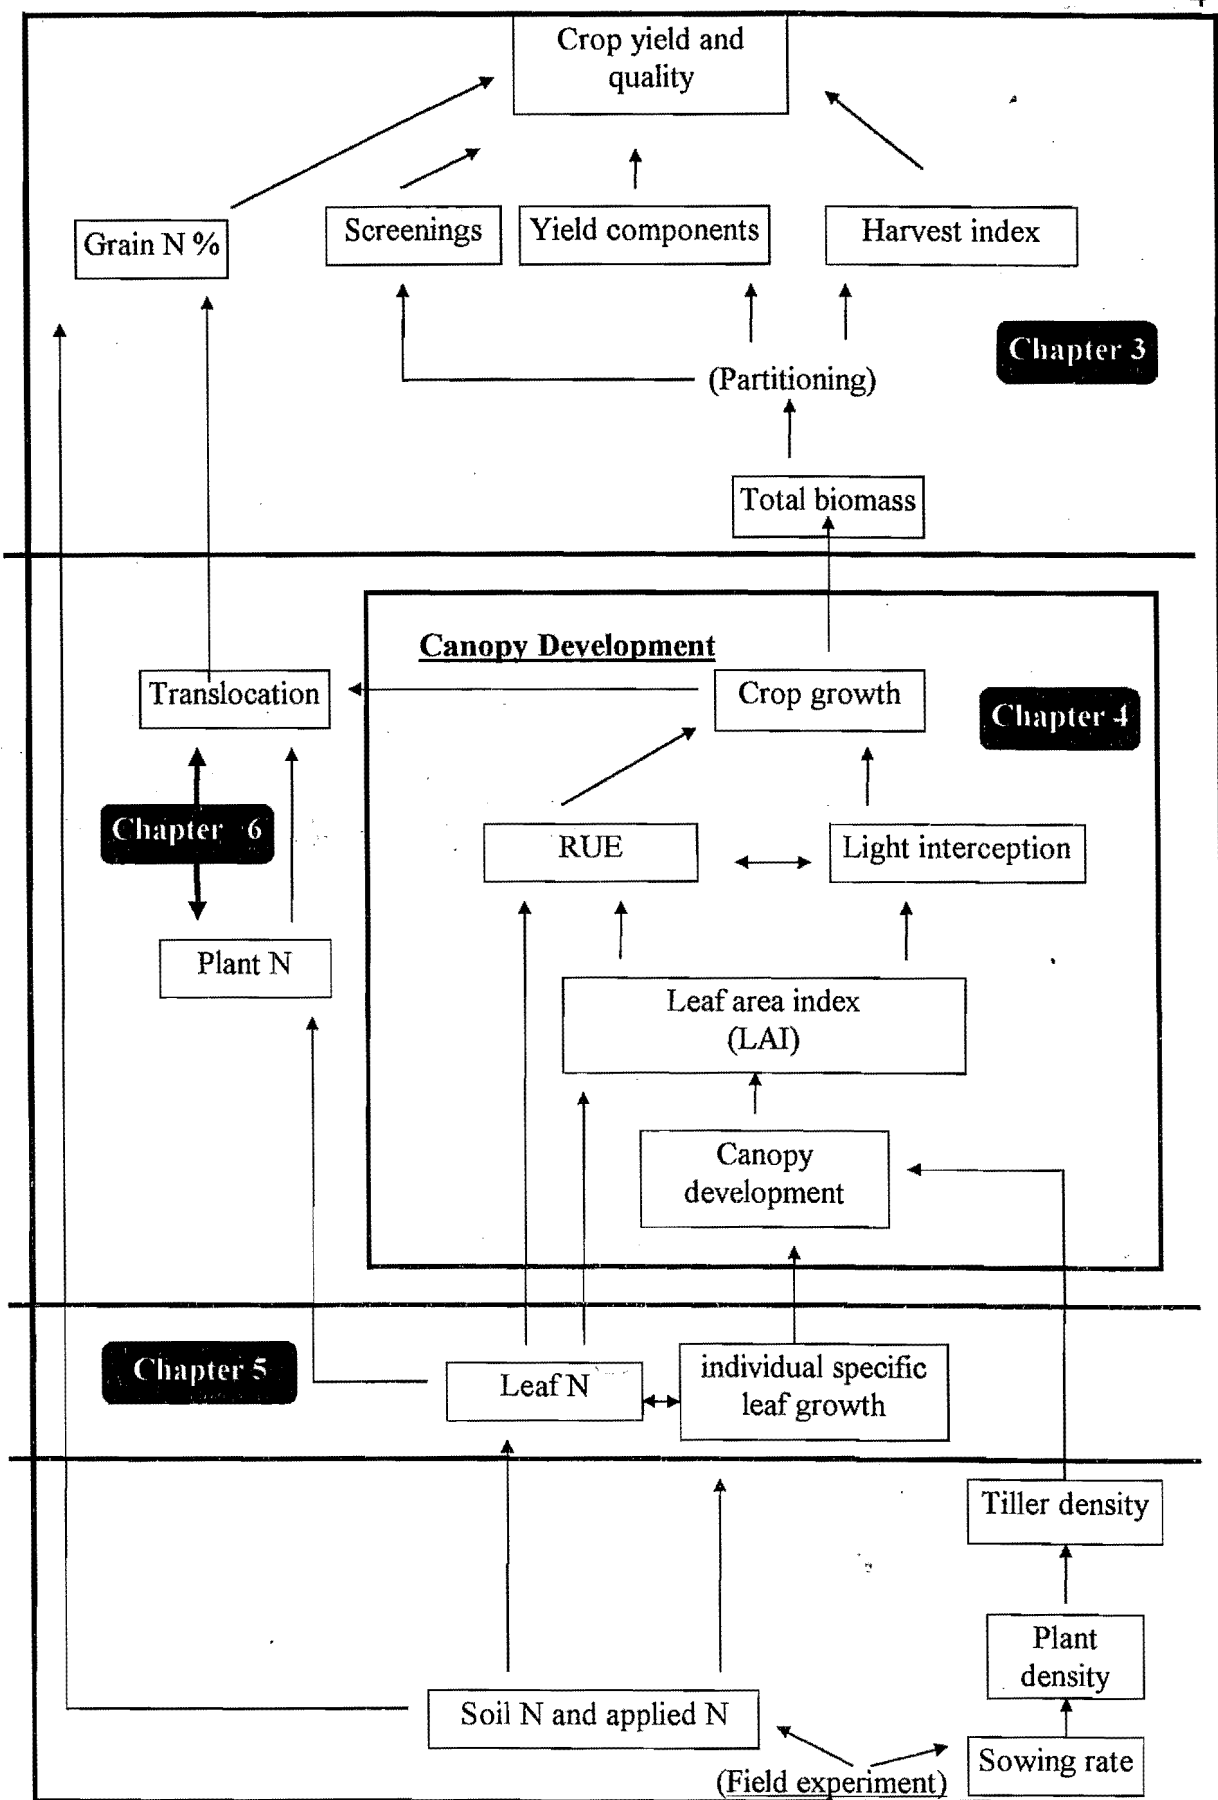 Crop yield and
quality
Grain N %
Screenings
Yield components
Harvest index
Chapter 3
(Partitioning)
Total biomass
Canopy Development
Translocation
Crop growth
Chapter 4
Chapter 6
RUE
Light interception
Plant N
Leaf area index
(LAI)
Canopy
development
Chapter 5
Leaf N
individual specific
leaf growth
Tiller density
Plant
density
Soil N and applied N
Sowing rate
(Field experiment)